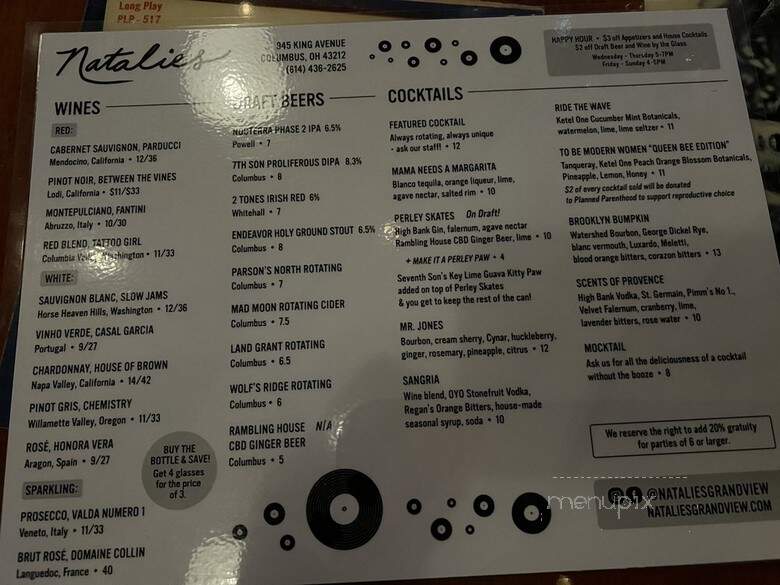 Long Play
PLP - 517
Natalie's
945 KING AVENUE
COLUMBUS, OH 43212
(614) 436-2625
HAPPY HOUR • $3 off Appetizers and House Cocktails
$2 off Draft Beer and Wine by the Glass
Wednesday - Thursday 5-7PM
Friday - Sunday 4-5PM
WINES
RED:
CABERNET SAUVIGNON, PARDUCCI
Mendocino, California • 12/36
PINOT NOIR, BETWEEN THE VINES
Lodi, California • $11/$33
MONTEPULCIANO, FANTINI
Abruzzo, Italy • 10/30
RED BLEND, TATTOO GIRL
Columbia Valley, Washington • 11/33
WHITE:
SAUVIGNON BLANC, SLOW JAMS
Horse Heaven Hills, Washington • 12/36
VINHO VERDE, CASAL GARCIA
Portugal • 9/27
CHARDONNAY, HOUSE OF BROWN
Napa Valley, California • 14/42
PINOT GRIS, CHEMISTRY
Willamette Valley, Oregon • 11/33
ROSÉ, HONORA VERA
Aragon, Spain • 9/27
SPARKLING:
PROSECCO, VALDA NUMERO 1
Veneto, Italy • 11/33
BRUT ROSÉ, DOMAINE COLLIN
Languedoc, France • 40
BUY THE
BOTTLE & SAVE!
Get 4 glasses
for the price
of 3.
DRAFT BEERS
NOCTERRA PHASE 2 IPA 6.5%
Powell • 7
7TH SON PROLIFEROUS DIPA 8.3%
Columbus • 8
2 TONES IRISH RED 6%
Whitehall • 7
ENDEAVOR HOLY GROUND STOUT 6.5%
Columbus • 8
PARSON'S NORTH ROTATING
Columbus • 7
MAD MOON ROTATING CIDER
Columbus • 7.5
LAND GRANT ROTATING
Columbus • 6.5
WOLF'S RIDGE ROTATING
Columbus • 6
RAMBLING HOUSE N/A
CBD GINGER BEER
Columbus • 5
COCKTAILS
FEATURED COCKTAIL
Always rotating, always unique
- ask our staff! • 12
MAMA NEEDS A MARGARITA
Blanco tequila, orange liqueur, lime,
agave nectar, salted rim • 10
PERLEY SKATES On Draft!
High Bank Gin, falernum, agave nectar
Rambling House CBD Ginger Beer, lime • 10
+ MAKE IT A PERLEY PAW • 4
Seventh Son's Key Lime Guava Kitty Paw
added on top of Perley Skates
& you get to keep the rest of the can!
MR. JONES
Bourbon, cream sherry, Cynar, huckleberry,
ginger, rosemary, pineapple, citrus • 12
SANGRIA
Wine blend, OYO Stonefruit Vodka,
Regan's Orange Bitters, house-made
seasonal syrup, soda • 10
RIDE THE WAVE
Ketel One Cucumber Mint Botanicals,
watermelon, lime, lime seltzer • 11
TO BE MODERN WOMEN "QUEEN BEE EDITION"
Tanqueray, Ketel One Peach Orange Blossom Botanicals,
Pineapple, Lemon, Honey • 11
$2 of every cocktail sold will be donated
to Planned Parenthood to support reproductive choice
BROOKLYN BUMPKIN
Watershed Bourbon, George Dickel Rye,
blanc vermouth, Luxardo, Meletti,
blood orange bitters, corazon bitters • 13
SCENTS OF PROVENCE
High Bank Vodka, St. Germain, Pimm's No 1.,
Velvet Falernum, cranberry, lime,
lavender bitters, rose water • 10
MOCKTAIL
Ask us for all the deliciousness of a cocktail
without the booze • 8
We reserve the right to add 20% gratuity
for parties of 6 or larger.
@NATALIESGRANDVIEW
NATALIESGRANDVIEW.COM
menupix